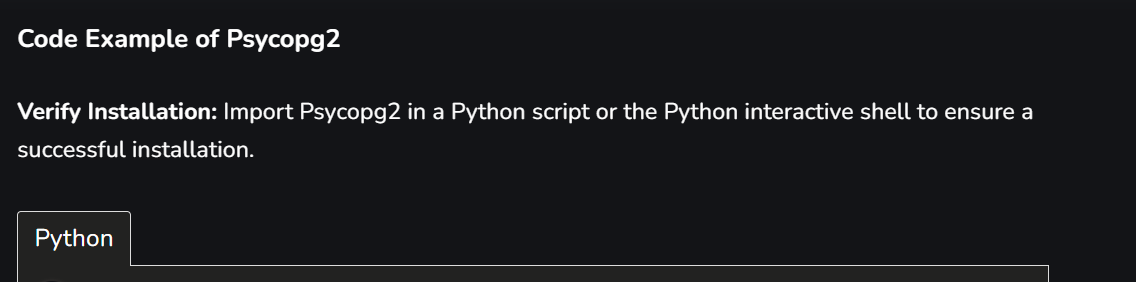 Code Example of Psycopg2
Verify Installation: Import Psycopg2 in a Python script or the Python interactive shell to ensure a
successful installation.
Python